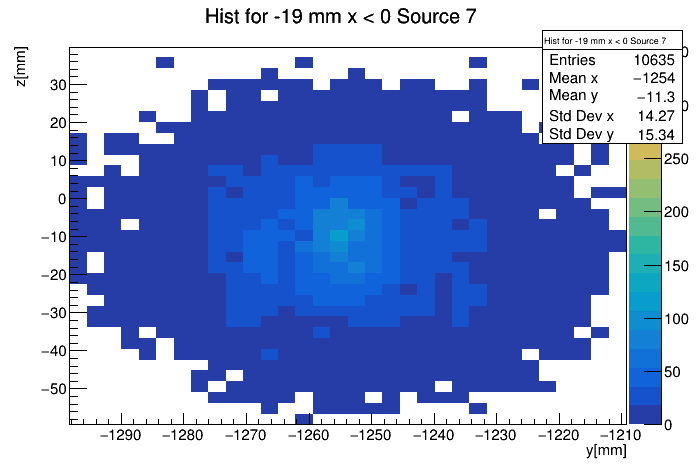 Hist for -19 mm x < 0 Source 7
z[mm]
Hist for -19 mm x < 0 Source 7
Entries 10635
Mean x −1254
Mean y −11.3
Std Dev x 14.27
Std Dev y 15.34
30
20
10
0
−10
−20
−30
−40
−50
250
200
150
100
50
0
−1290 −1280 −1270 −1260 −1250 −1240 −1230 −1220 −1210
y[mm]